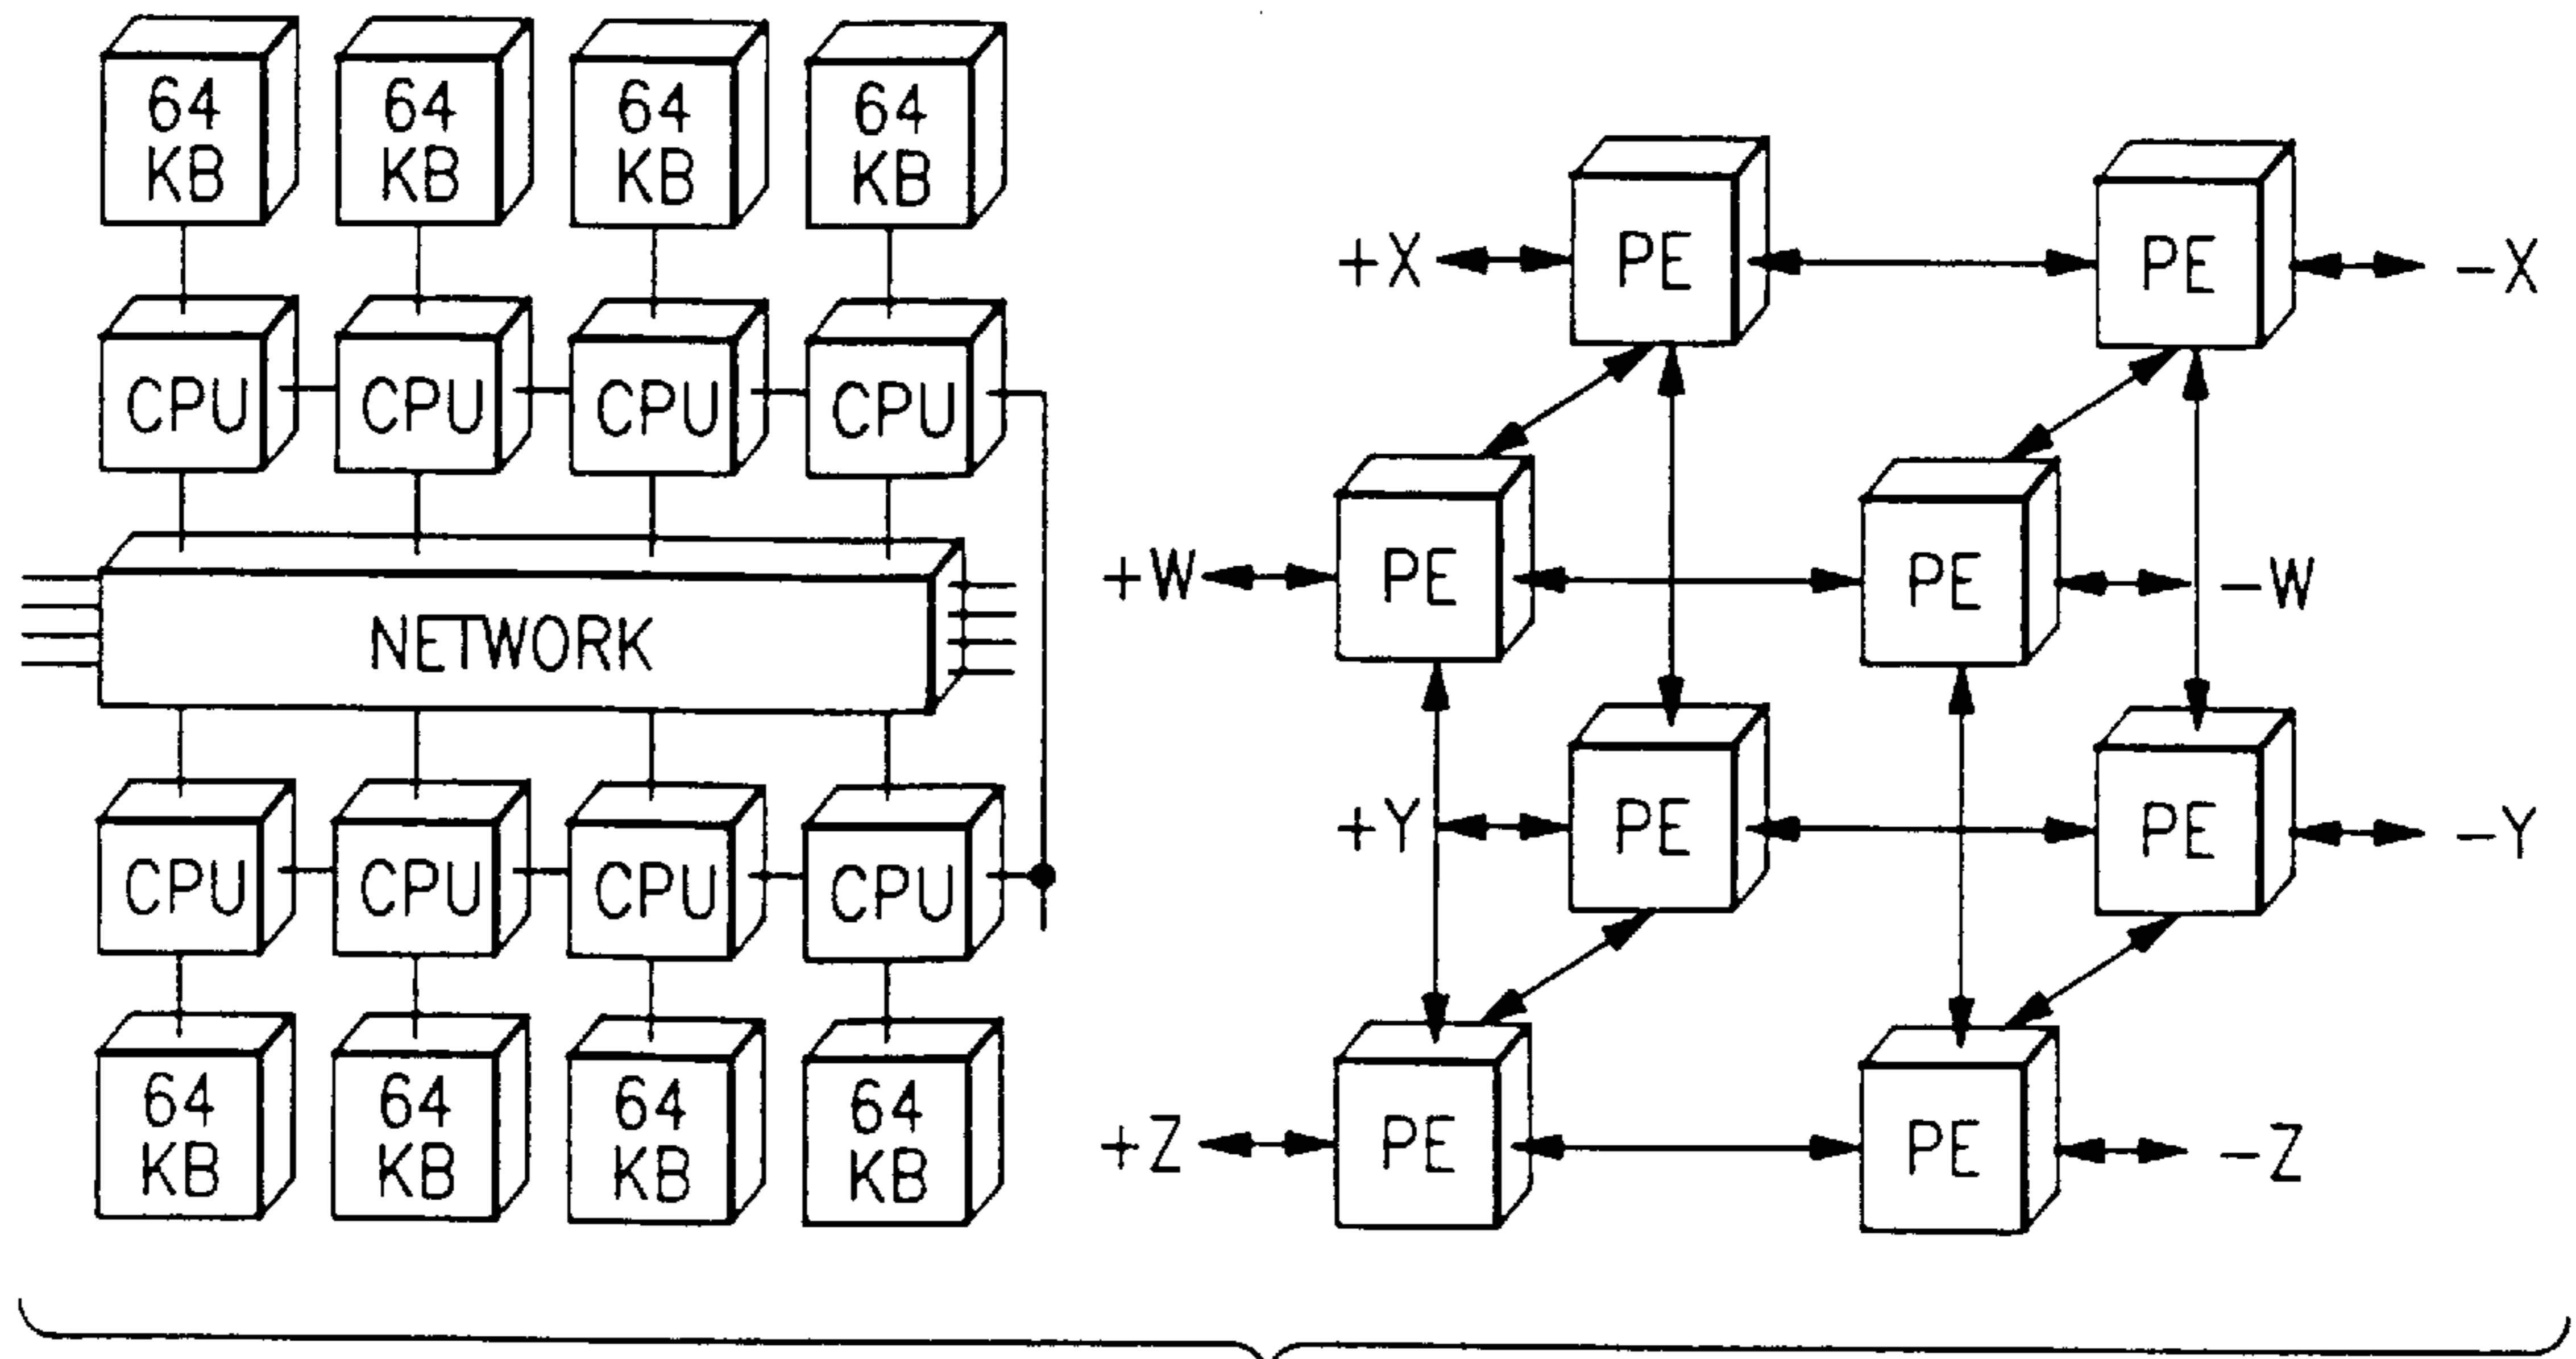 64 64 64 64
KB KB KB KB
CPU CPU CPU CPU
NETWORK
CPU CPU CPU CPU
64 64 64 64
KB KB KB KB
+X PE PE -X
+W PE PE -W
+Y PE PE -Y
+Z PE PE -Z